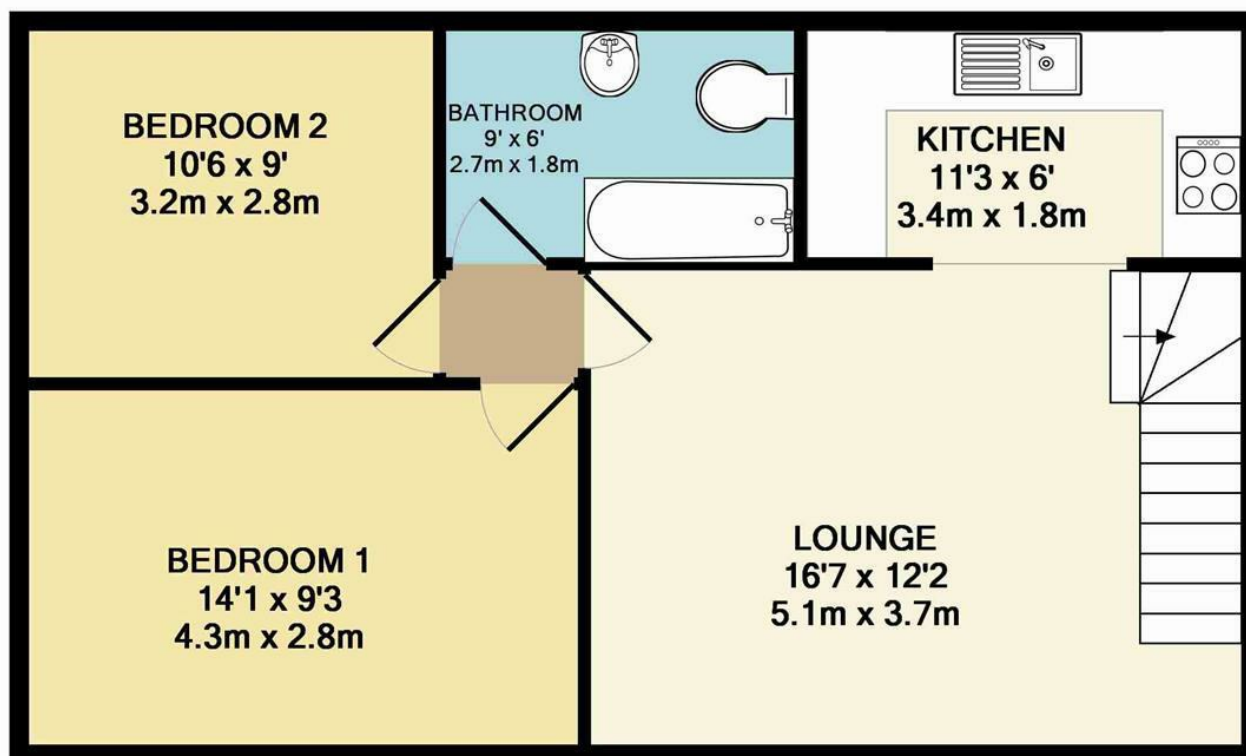 BEDROOM 2
10'6 x 9'
3.2m x 2.8m
BATHROOM
9' x 6'
2.7m x 1.8m
KITCHEN
11'3 x 6'
3.4m x 1.8m
BEDROOM 1
14'1 x 9'3
4.3m x 2.8m
LOUNGE
16'7 x 12'2
5.1m x 3.7m